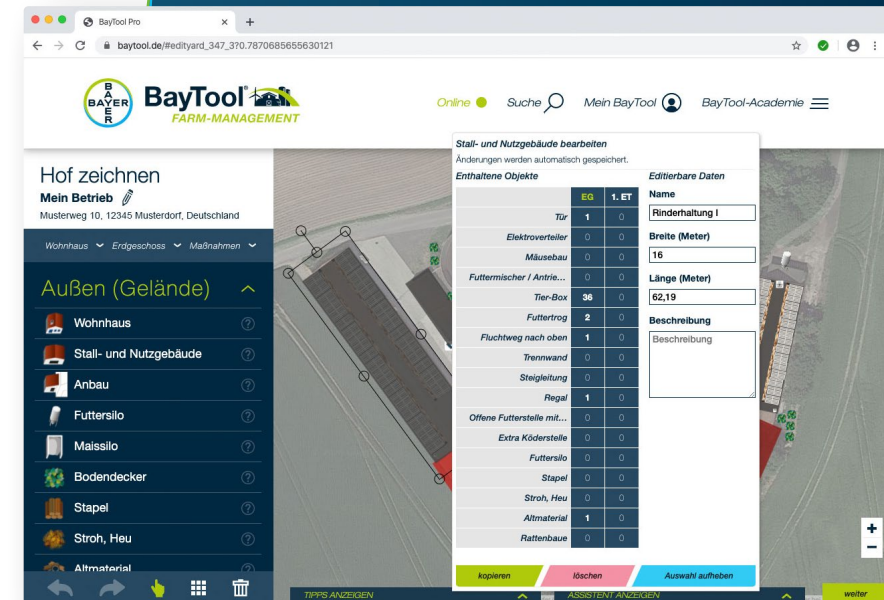 BayTool Pro
baytool.de/#edityard_347_3?0.7870685655630121
BAYER
BAYER
BayTool®
FARM-MANAGEMENT
Online
Suche
Mein BayTool
BayTool-Academie
Hof zeichnen
Mein Betrieb
Musterweg 10, 12345 Musterdorf, Deutschland
Wohnhaus
Erdgeschoss
Maßnahmen
Außen (Gelände)
Wohnhaus ?
Stall- und Nutzgebäude ?
Anbau ?
Futtersilo ?
Maissilo ?
Bodendecker ?
Stapel ?
Stroh, Heu ?
Altmaterial ?
Stall- und Nutzgebäude bearbeiten
Änderungen werden automatisch gespeichert.
Enthaltene Objekte
EG 1. ET
Tür 1 0
Elektroverteiler 0 0
Mäusebau 0 0
Futtermischer / Antrie... 0 0
Tier-Box 36 0
Futtertrog 2 0
Fluchtweg nach oben 1 0
Trennwand 0 0
Steigleitung 0 0
Regal 1 0
Offene Futterstelle mit... 0 0
Extra Köderstelle 0 0
Futtersilo 0 0
Stapel 0 0
Stroh, Heu 0 0
Altmaterial 1 0
Rattenbaue 0 0
Editierbare Daten
Name
Rinderhaltung I
Breite (Meter)
16
Länge (Meter)
62,19
Beschreibung
Beschreibung
kopieren
löschen
Auswahl aufheben
TIPPS ANZEIGEN
ASSISTENT ANZEIGEN
weiter